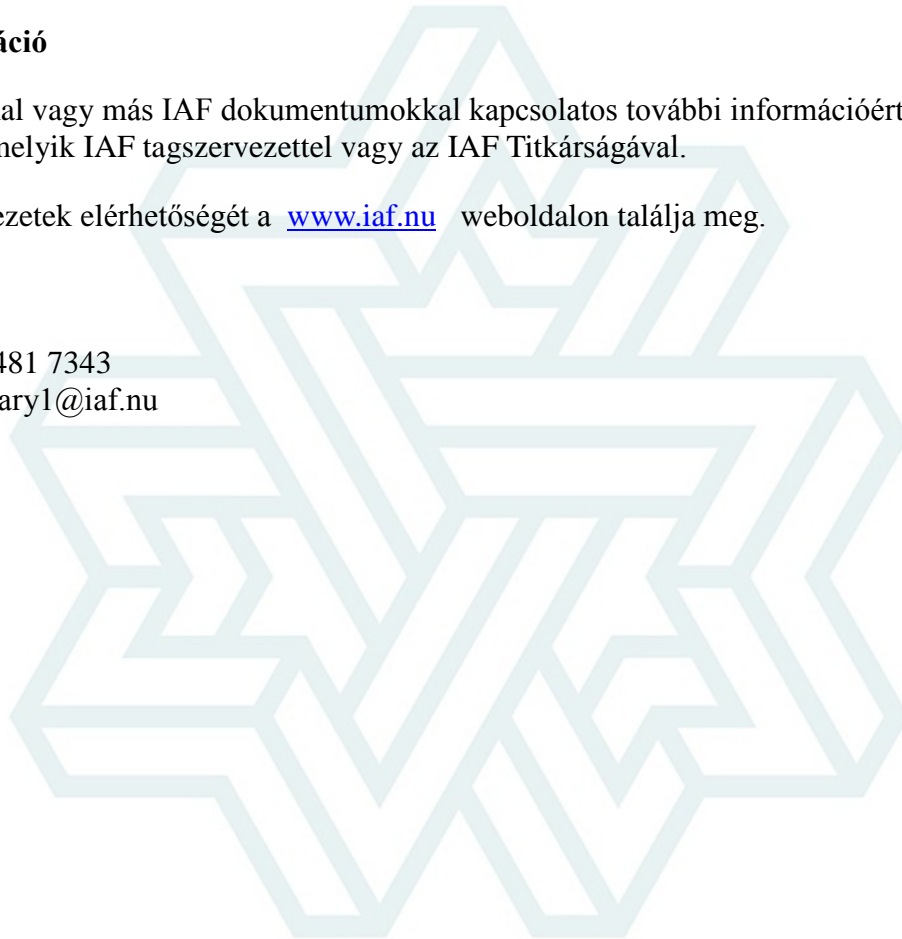 áció
al vagy más IAF dokumentumokkal kapcsolatos további információért
melyik IAF tagszervezettel vagy az IAF Titkárságával.
ezetek elérhetőségét a www.iaf.nu weboldalon találja meg.
481 7343
ary1@iaf.nu